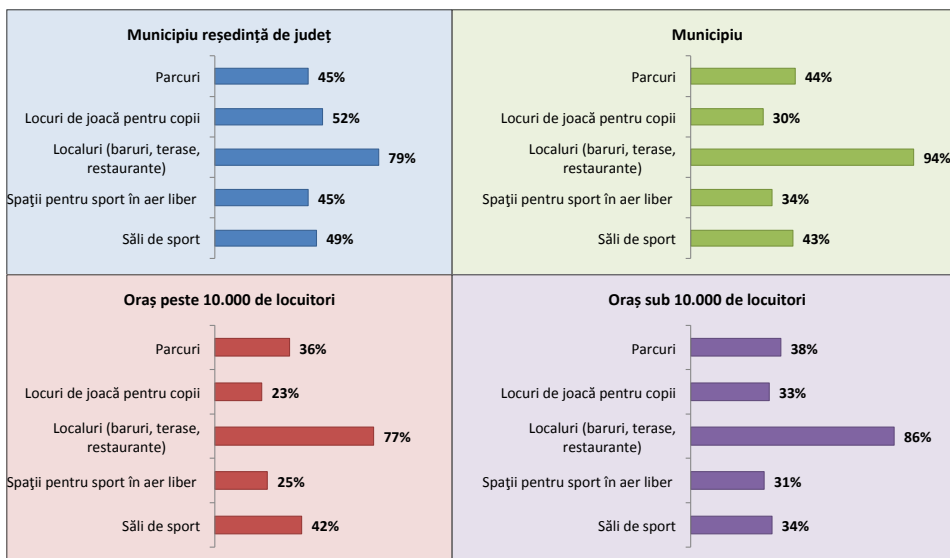 Municipiu reședință de județ
Parcuri
45%
Locuri de joacă pentru copii
52%
Localuri (baruri, terase,
restaurante)
79%
Spaţii pentru sport în aer liber
45%
Săli de sport
49%
Municipiu
Parcuri
44%
Locuri de joacă pentru copii
30%
Localuri (baruri, terase,
restaurante)
94%
Spaţii pentru sport în aer liber
34%
Săli de sport
43%
Oraș peste 10.000 de locuitori
Parcuri
36%
Locuri de joacă pentru copii
23%
Localuri (baruri, terase,
restaurante)
77%
Spaţii pentru sport în aer liber
25%
Săli de sport
42%
Oraș sub 10.000 de locuitori
Parcuri
38%
Locuri de joacă pentru copii
33%
Localuri (baruri, terase,
restaurante)
86%
Spaţii pentru sport în aer liber
31%
Săli de sport
34%